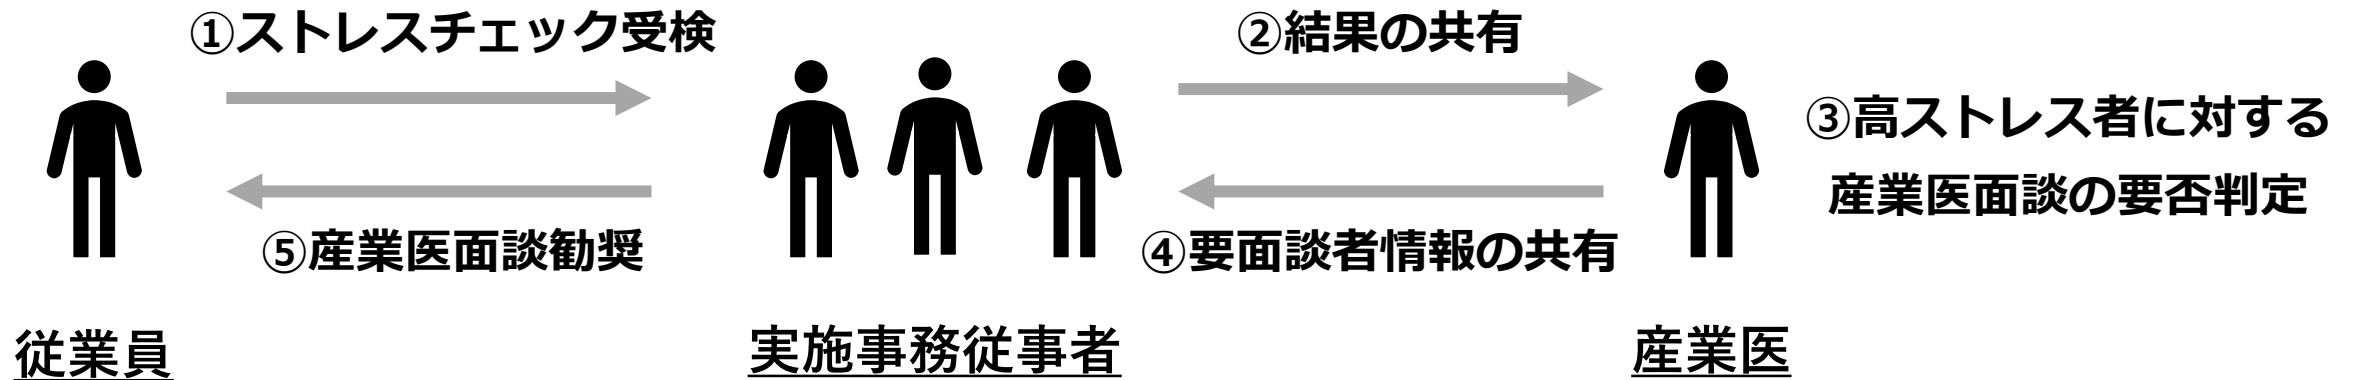 ①ストレスチェック受検
②結果の共有
③高ストレス者に対する
産業医面談の要否判定
⑤産業医面談勧奨
④要面談者情報の共有
従業員
実施事務従事者
産業医